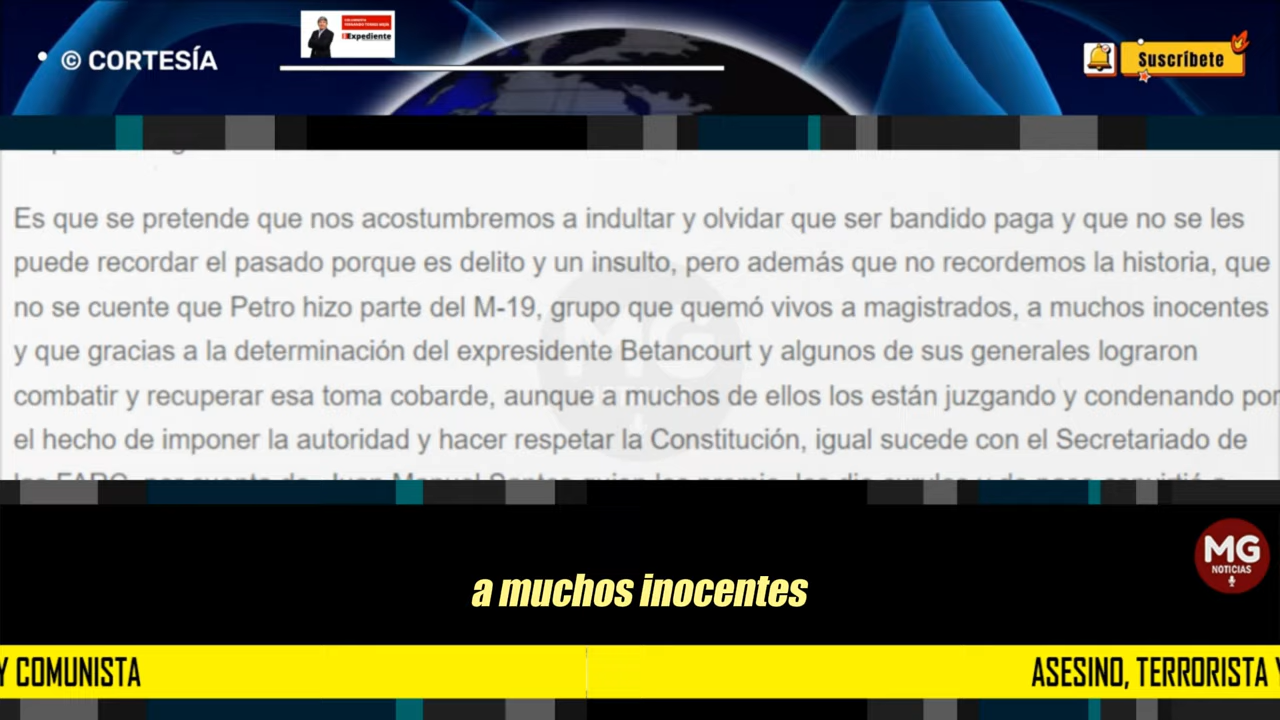 © CORTESÍA
Expediente
Suscríbete
Es que se pretende que nos acostumbremos a indultar y olvidar que ser bandido paga y que no se les
puede recordar el pasado porque es delito y un insulto, pero además que no recordemos la historia, que
no se cuente que Petro hizo parte del M-19, grupo que quemó vivos a magistrados, a muchos inocentes
y que gracias a la determinación del expresidente Betancourt y algunos de sus generales lograron
combatir y recuperar esa toma cobarde, aunque a muchos de ellos los están juzgando y condenando por
el hecho de imponer la autoridad y hacer respetar la Constitución, igual sucede con el Secretariado de
MG
NOTICIAS
a muchos inocentes
Y COMUNISTA
ASESINO, TERRORISTA Y